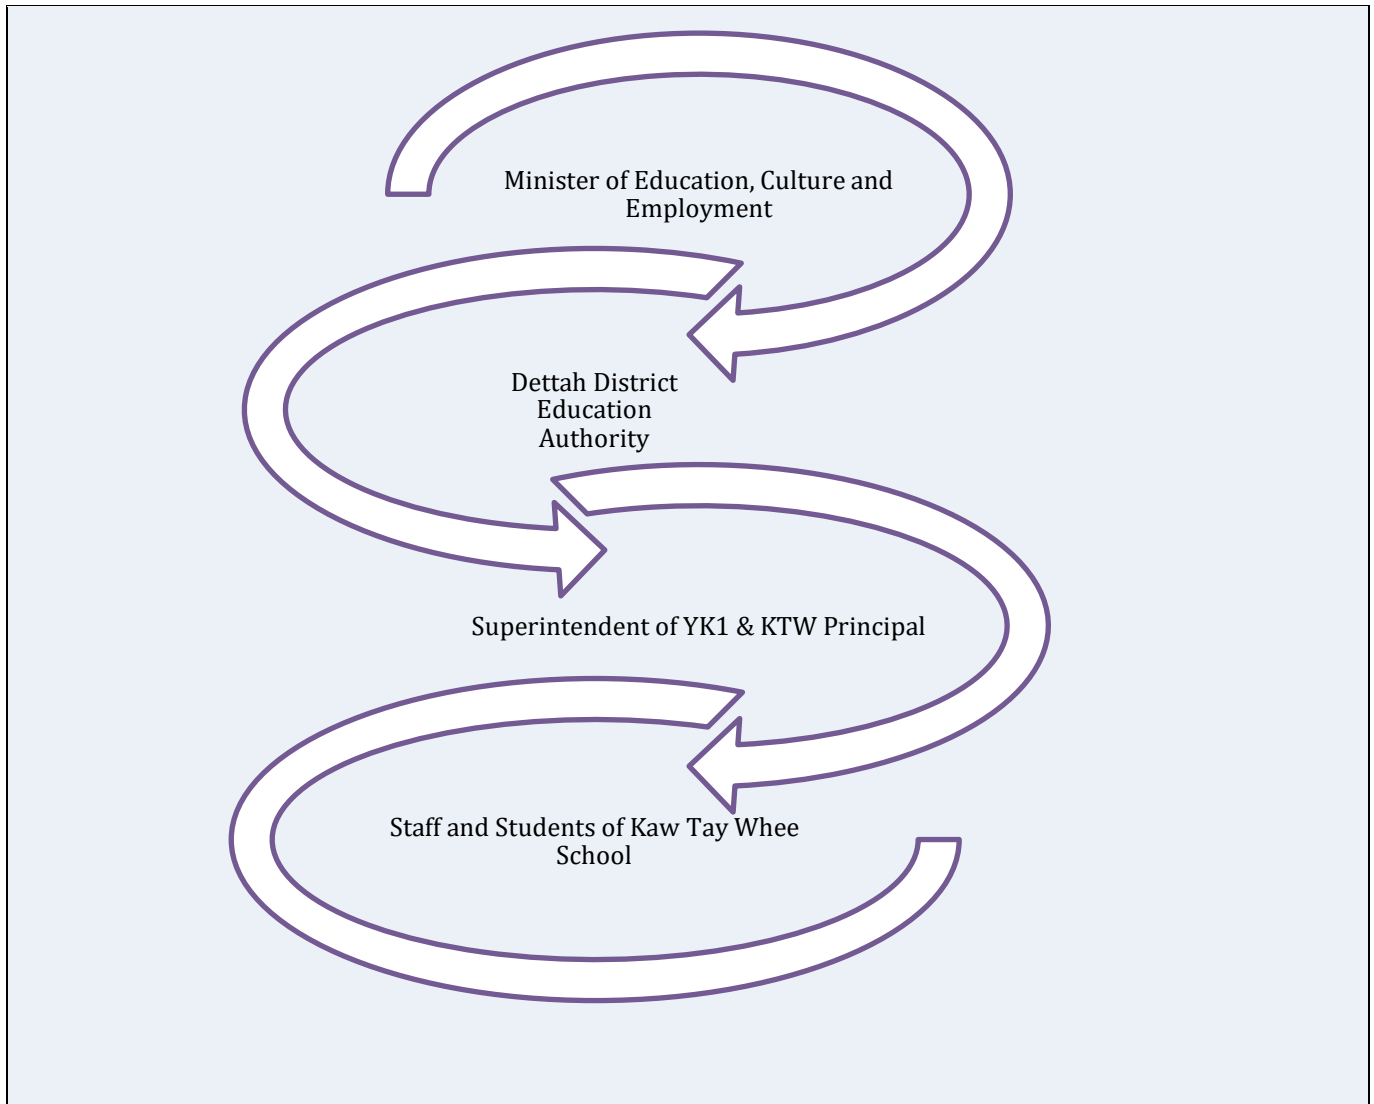 Minister of Education, Culture and
Employment
Dettah District
Education
Authority
Superintendent of YK1 & KTW Principal
Staff and Students of Kaw Tay Whee
School